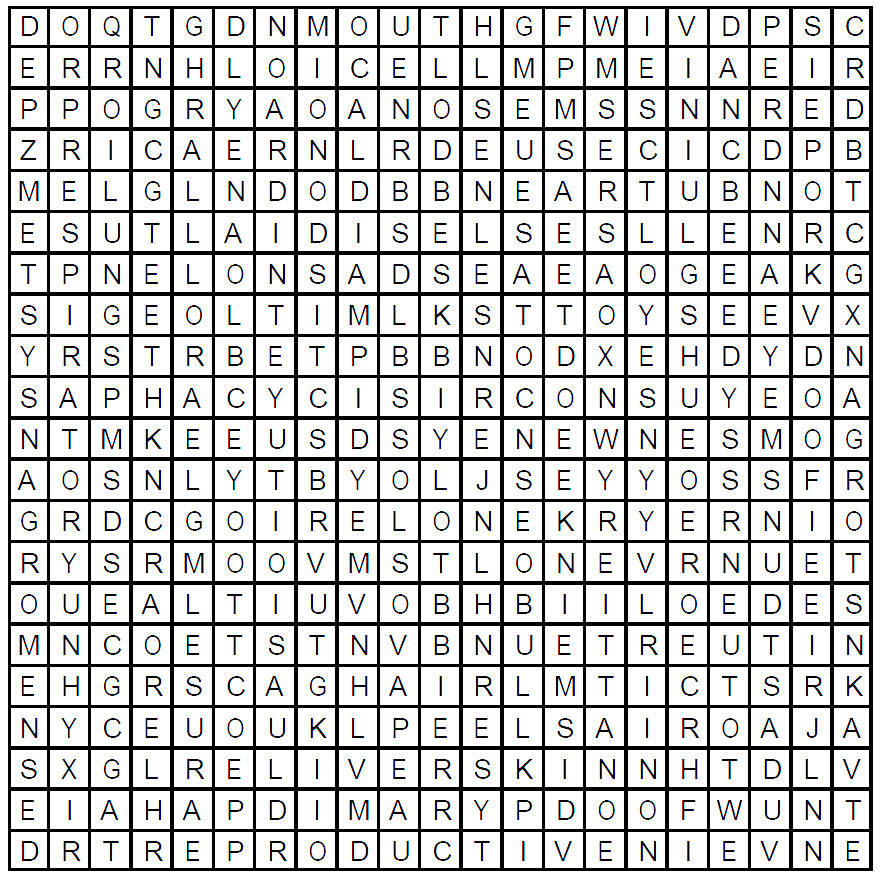 D O Q T G D N M O U T H G F W I V D P S C
E R R N H L O I C E L L M P M E I A E I R
P P O G R Y A O A N O S E M S S N N R E D
Z R I C A E R N L R D E U S E C I C D P B
M E L G L N D O D B B N E A R T U B N O T
E S U T L A I D I S E L S E S L L E N R C
T P N E L O N S A D S E A E A O G E A K G
S I G E O L T I M L K S T T O Y S E E V X
Y R S T R B E T P B B N O D X E H D Y D N
S A P H A C Y C I S I R C O N S U Y E O A
N T M K E E U S D S Y E N E W N E S M O G
A O S N L Y T B Y O L J S E Y Y O S S F R
G R D C G O I R E L O N E K R Y E R N I O
R Y S R M O O V M S T L O N E V R N U E T
O U E A L T I U V O B H B I I L O E D E S
M N C O E T S T N V B N U E T R E U T I N
E H G R S C A G H A I R L M T I C T S R K
N Y C E U O U K L P E E L S A I R O A J A
S X G L R E L I V E R S K I N N H T D L V
E I A H A P D I M A R Y P D O O F W U N T
D R T R E P R O D U C T I V E N I E V N E